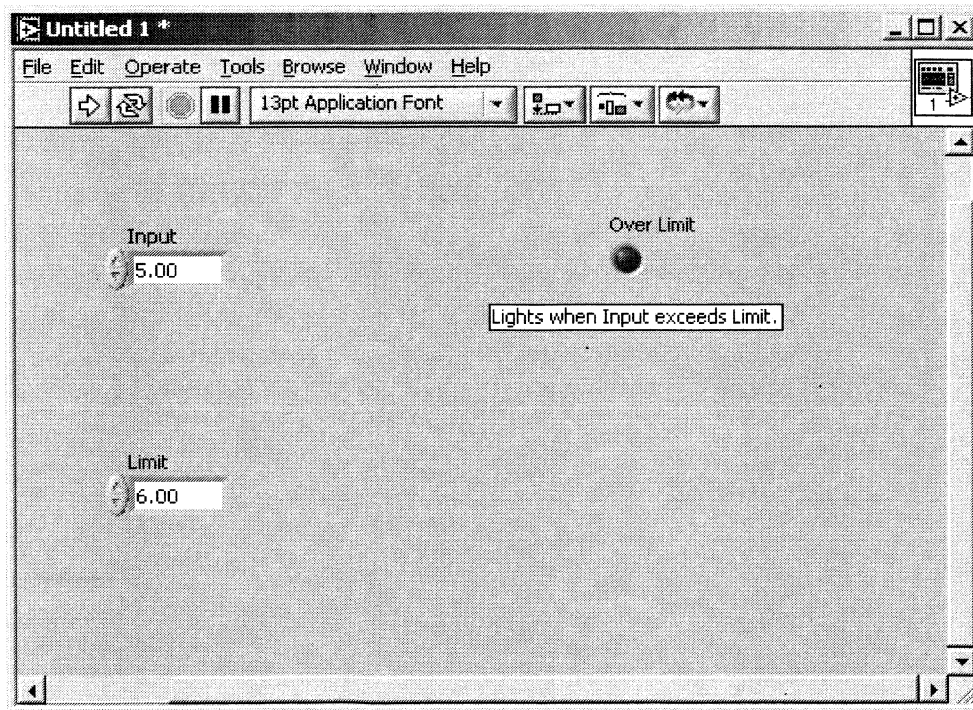 Untitled 1 *
File Edit Operate Tools Browse Window Help
13pt Application Font
1
Input
5.00
Over Limit
Lights when Input exceeds Limit.
Limit
6.00